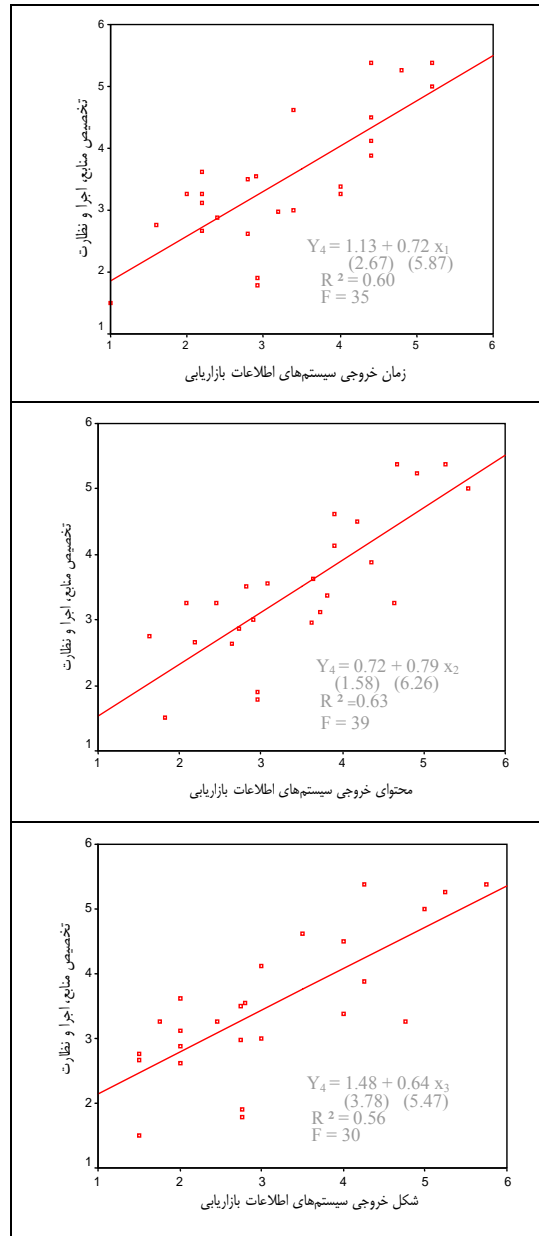 6
5
4
3
2
1
تخصیص منابع، اجرا و نظارت
Y₄ = 1.13 + 0.72 x₁
(2.67) (5.87)
R ² = 0.60
F = 35
1 2 3 4 5 6
زمان خروجی سیستم‌های اطلاعات بازاریابی
6
5
4
3
2
1
تخصیص منابع، اجرا و نظارت
Y₄ = 0.72 + 0.79 x₂
(1.58) (6.26)
R ² =0.63
F = 39
1 2 3 4 5 6
محتوای خروجی سیستم‌های اطلاعات بازاریابی
6
5
4
3
2
1
تخصیص منابع، اجرا و نظارت
Y₄ = 1.48 + 0.64 x₃
(3.78) (5.47)
R ² = 0.56
F = 30
1 2 3 4 5 6
شکل خروجی سیستم‌های اطلاعات بازاریابی